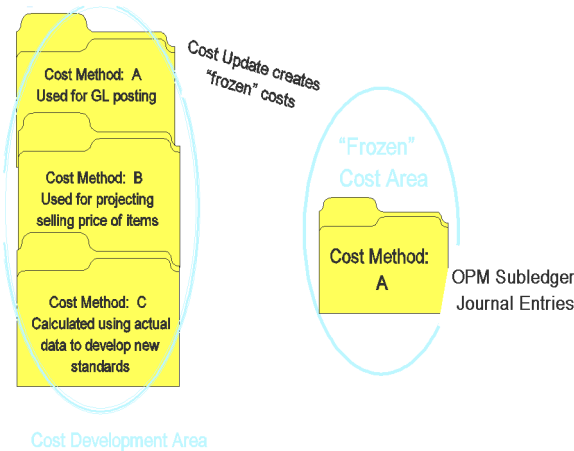 Cost Method: A
Used for GL posting
Cost Method: B
Used for projecting
selling price of items
Cost Method: C
Calculated using actual
data to develop new
standards
Cost Development Area
Cost Update creates
"frozen" costs
"Frozen"
Cost Area
Cost Method:
A
OPM Subledger
Journal Entries